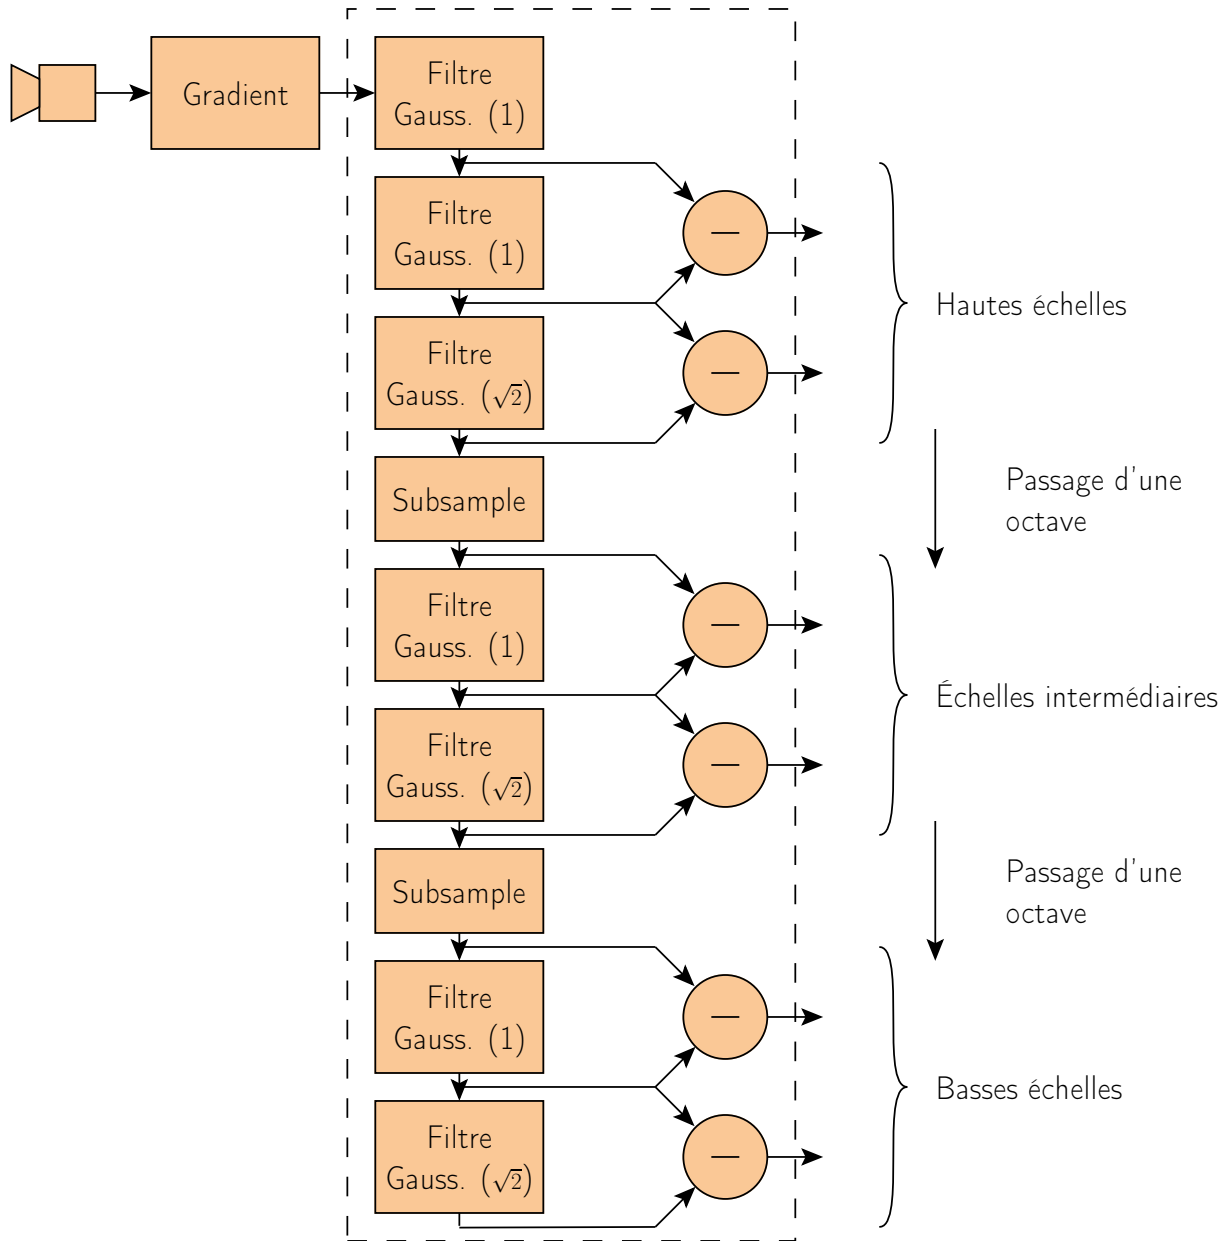 Gradient
Filtre
Gauss. (1)
Filtre
Gauss. (1)
—
Filtre
Gauss. (√2)
—
Hautes échelles
Subsample
Passage d'une
octave
Filtre
Gauss. (1)
—
Filtre
Gauss. (√2)
—
Échelles intermédiaires
Subsample
Passage d'une
octave
Filtre
Gauss. (1)
—
Filtre
Gauss. (√2)
—
Basses échelles